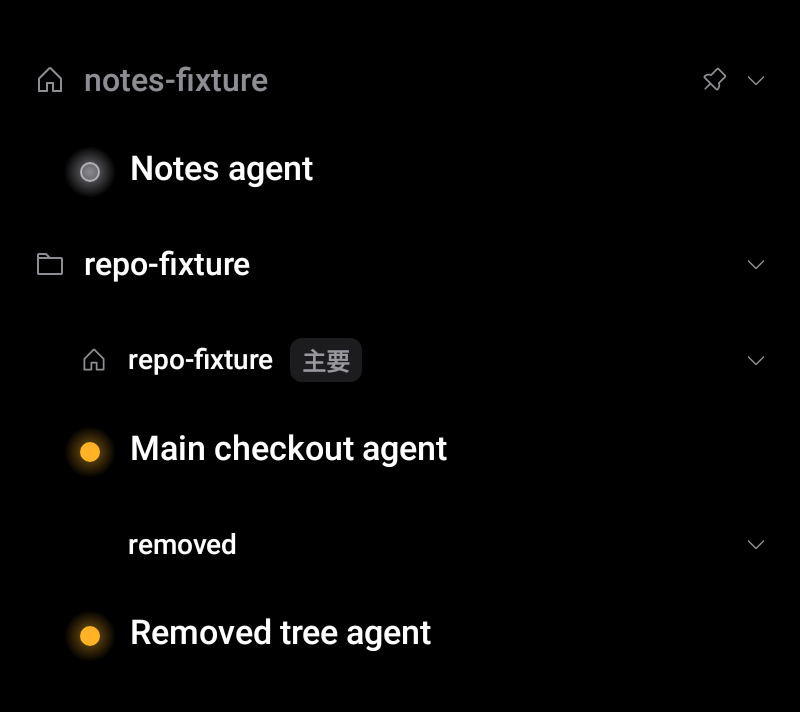 notes-fixture
Notes agent
repo-fixture
repo-fixture 主要
Main checkout agent
removed
Removed tree agent